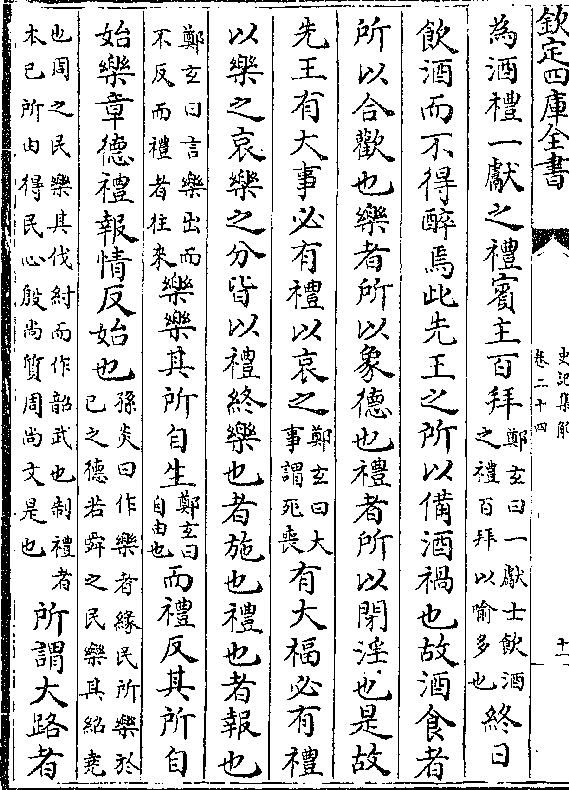 欽定四庫全書
史記集解
卷二十四
十一
為酒禮一獻之禮賓主百拜鄭玄曰一獻士飲酒之禮百拜以喻多也終日
飲酒而不得醉焉此先王之所以備酒禍也故酒食者
所以合歡也樂者所以象德也禮者所以閉淫也是故
先王有大事必有禮以哀之鄭玄曰大事謂死喪有大福必有禮
以樂之哀樂之分皆以禮終樂也者施也禮也者報也
鄭玄曰言樂出而不反而禮者往來樂樂其所自生鄭玄曰自由也而禮反其所自
始樂章德禮報情反始也孫炎曰作樂者緣民所樂於己之德若舜之民樂其紹堯
也周之民樂其伐紂而作韶武也制禮者本己所由得民心殷尚質周尚文是也所謂大路者